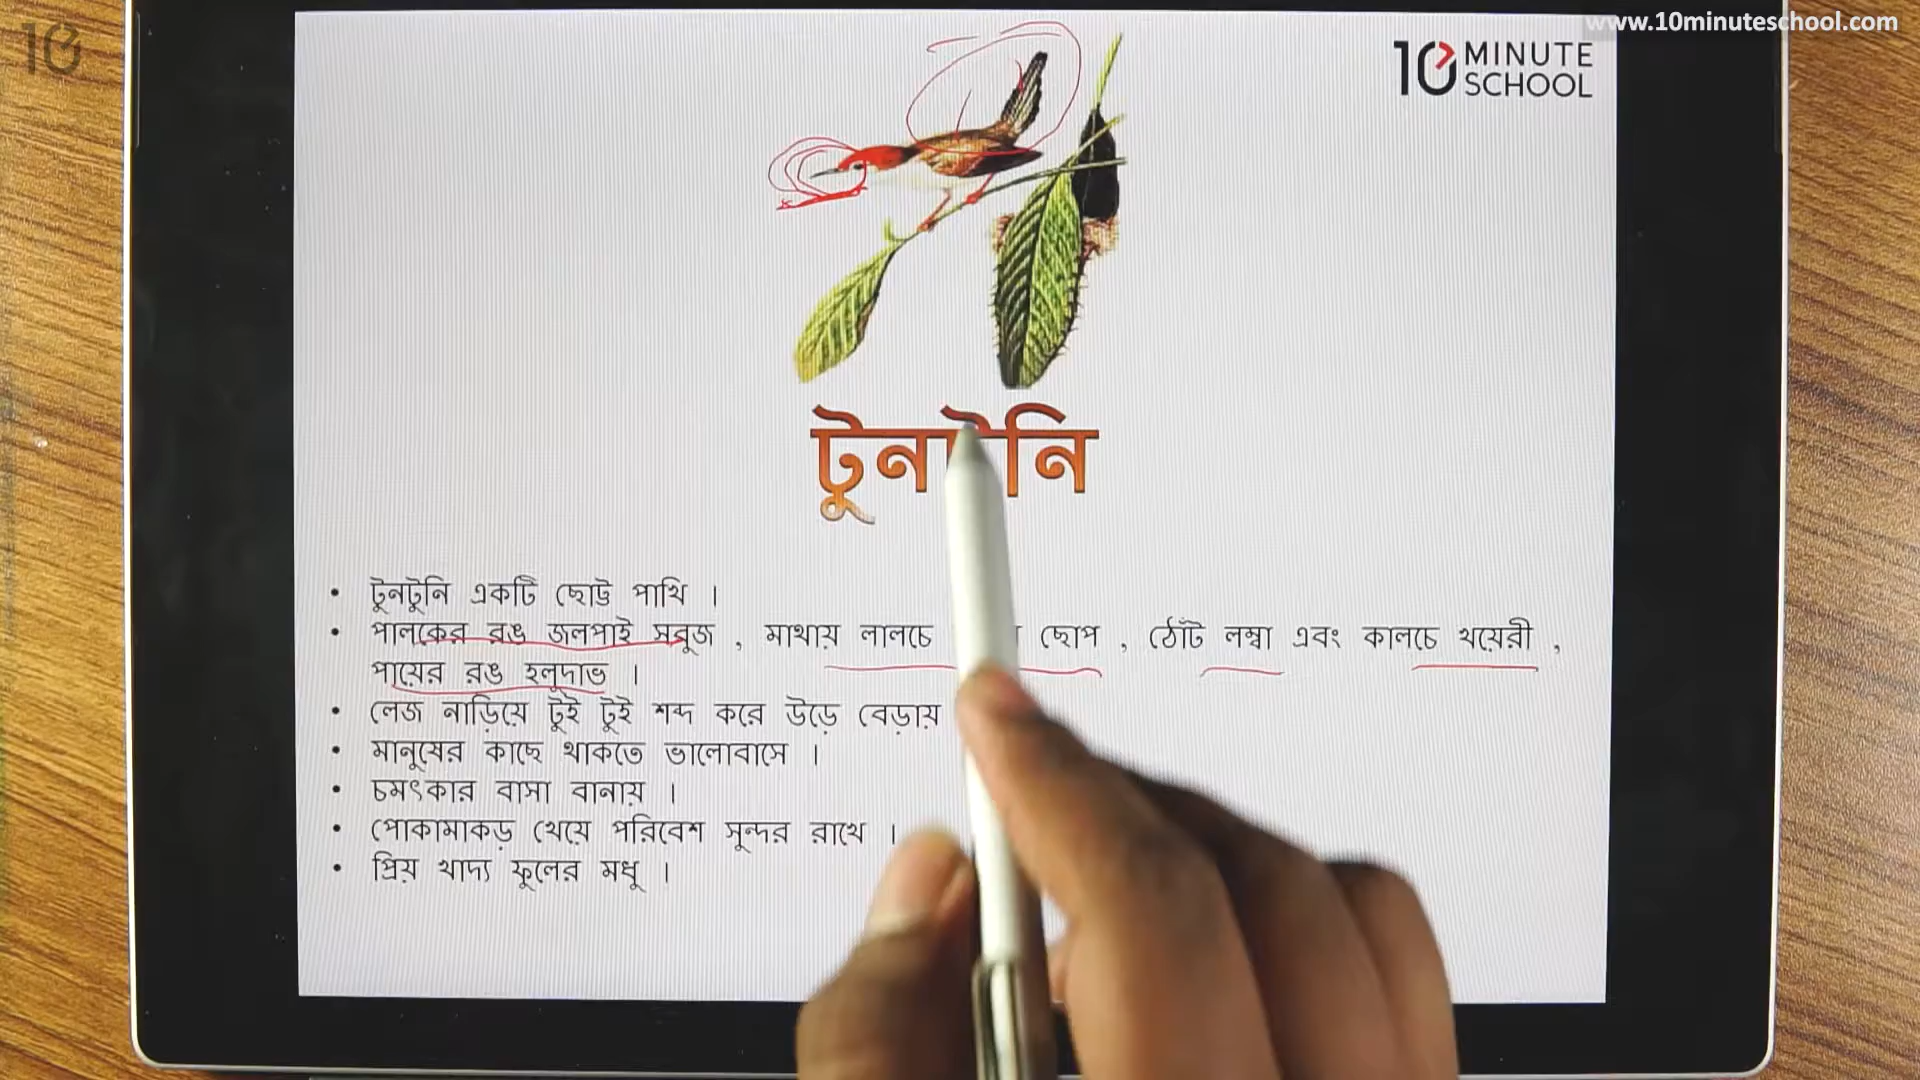 www.10minuteschool.com
10
10 MINUTE SCHOOL
টুনটুনি
• টুনটুনি একটি ছোট্ট পাখি ।
• পালকের রঙ জলপাই সবুজ , মাথায় লালচে ছোপ , ঠোঁট লম্বা এবং কালচে খয়েরী ,
পায়ের রঙ হলুদাভ ।
• লেজ নাড়িয়ে টুই টুই শব্দ করে উড়ে বেড়ায়
• মানুষের কাছে থাকতে ভালোবাসে ।
• চমৎকার বাসা বানায় ।
• পোকামাকড় খেয়ে পরিবেশ সুন্দর রাখে ।
• প্রিয় খাদ্য ফুলের মধু ।